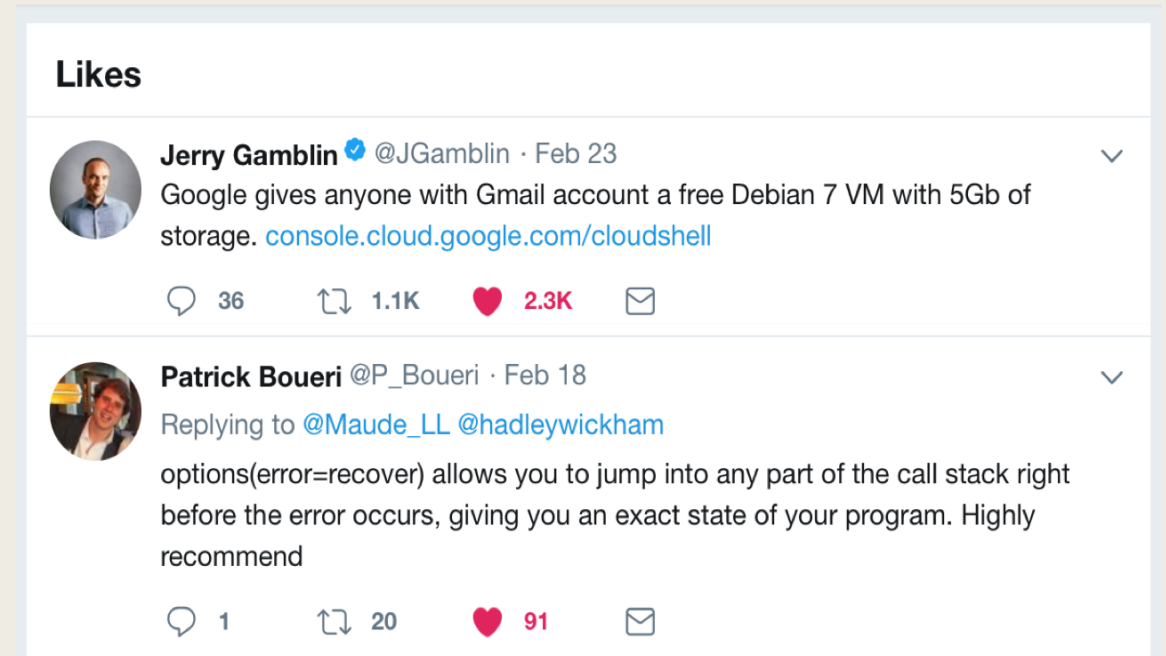 Likes
Jerry Gamblin @JGamblin · Feb 23
Google gives anyone with Gmail account a free Debian 7 VM with 5Gb of
storage. console.cloud.google.com/cloudshell
36 1.1K 2.3K
Patrick Boueri @P_Boueri · Feb 18
Replying to @Maude_LL @hadleywickham
options(error=recover) allows you to jump into any part of the call stack right
before the error occurs, giving you an exact state of your program. Highly
recommend
1 20 91